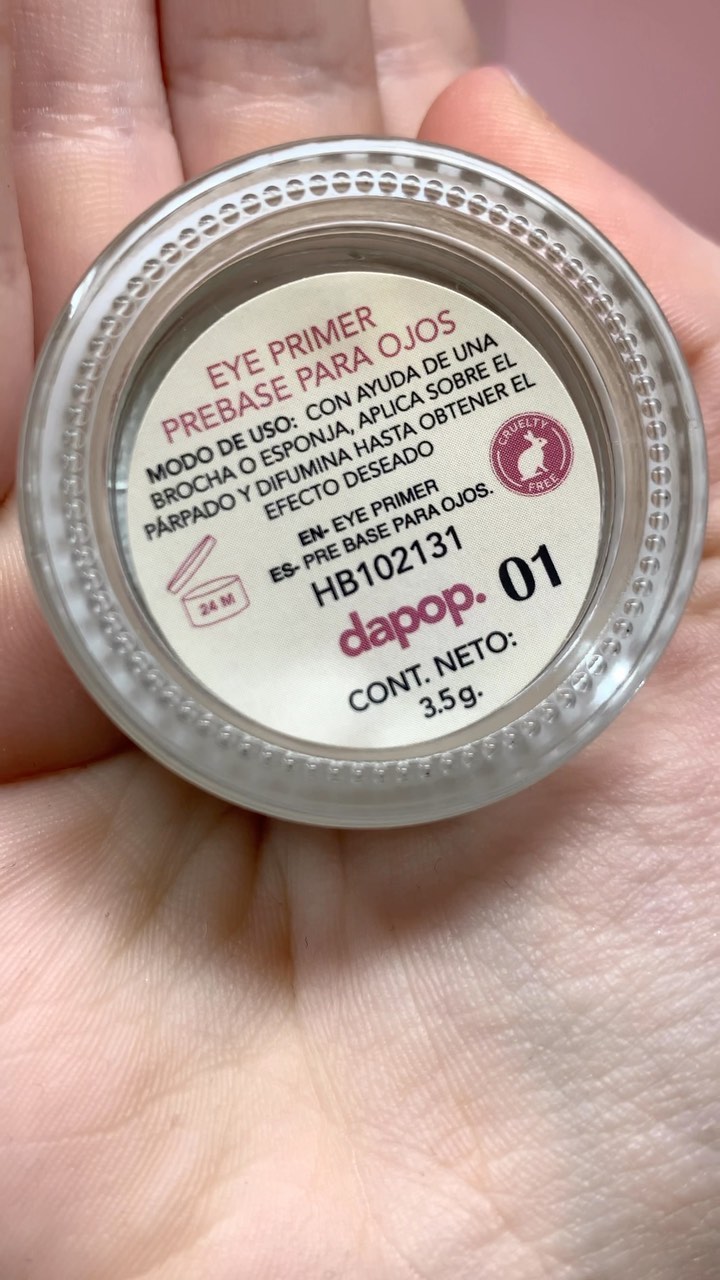 EYE PRIMER
PREBASE PARA OJOS
MODO DE USO: CON AYUDA DE UNA
BROCHA O ESPONJA, APLICA SOBRE EL
PÁRPADO Y DIFUMINA HASTA OBTENER EL
EFECTO DESEADO
CRUELTY
FREE
EN- EYE PRIMER
ES- PRE BASE PARA OJOS.
HB102131
24 M
dapop. 01
CONT. NETO:
3.5g.